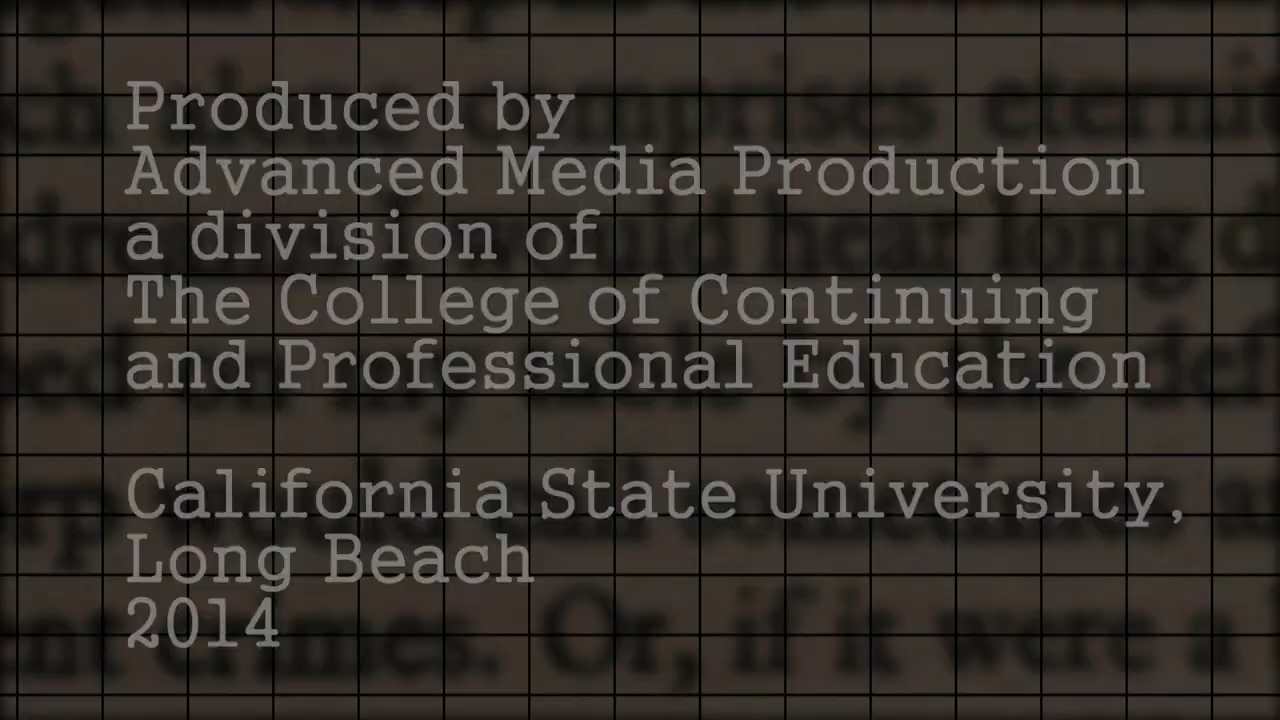 Produced by
Advanced Media Production
a division of
The College of Continuing
and Professional Education
California State University,
Long Beach
2014